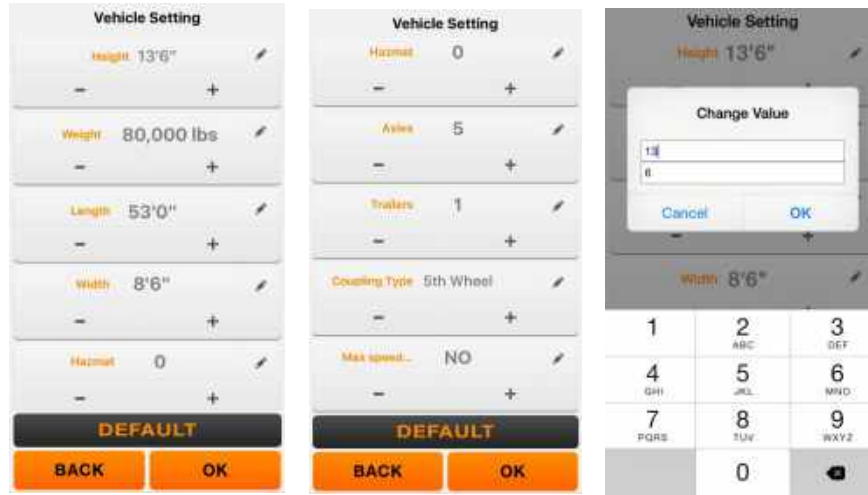 Vehicle Setting
Height 13'6"
- +
Weight 80,000 lbs
- +
Length 53'0"
- +
Width 8'6"
- +
Hazmat 0
- +
DEFAULT
BACK OK
Vehicle Setting
Hazmat 0
- +
Axles 5
- +
Trailers 1
- +
Coupling Type 5th Wheel
- +
Max speed... NO
- +
DEFAULT
BACK OK
Vehicle Setting
Height 13'6"
Change Value
13
6
Cancel OK
- +
Width 8'6"
1 2 3
ABC DEF
4 5 6
GHI JKL MNO
7 8 9
PQRS TUV WXYZ
0